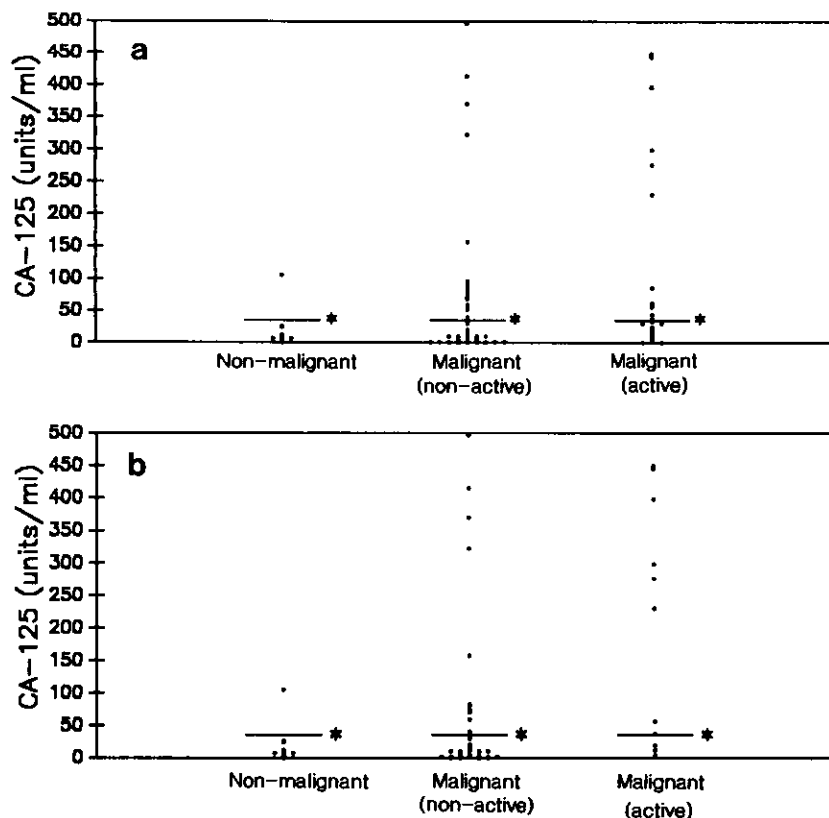 a
CA-125 (units/ml)
500
450
400
350
300
250
200
150
100
50
0
*
*
*
Non-malignant
Malignant
(non-active)
Malignant
(active)
b
CA-125 (units/ml)
500
450
400
350
300
250
200
150
100
50
0
*
*
*
Non-malignant
Malignant
(non-active)
Malignant
(active)